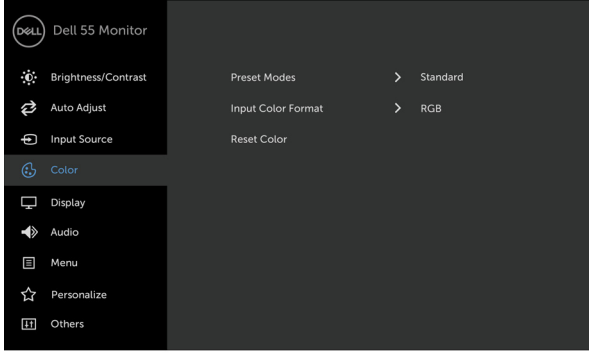 DELL Dell 55 Monitor
Brightness/Contrast
Auto Adjust
Input Source
Color
Display
Audio
Menu
Personalize
Others
Preset Modes > Standard
Input Color Format > RGB
Reset Color